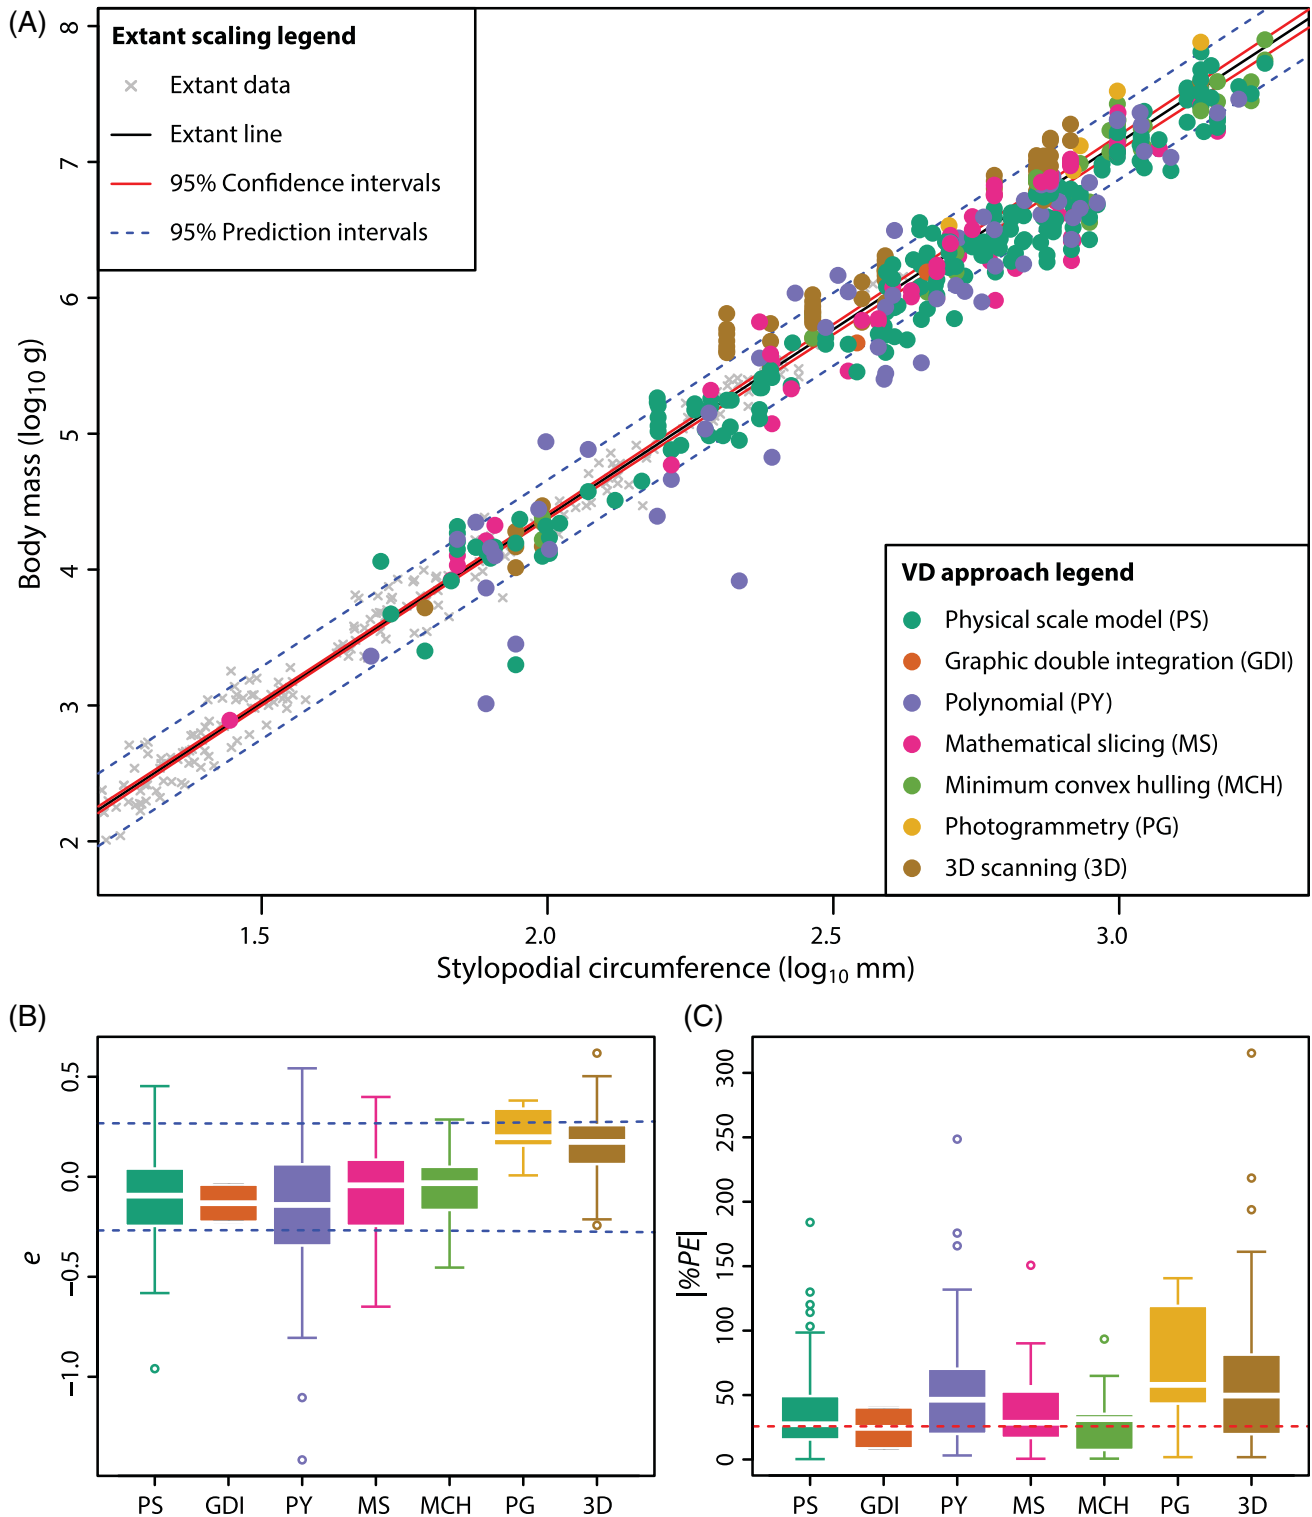 (A)
Extant scaling legend
Extant data
Extant line
95% Confidence intervals
95% Prediction intervals
Body mass (log10 g)
8
7
6
5
4
3
2
VD approach legend
Physical scale model (PS)
Graphic double integration (GDI)
Polynomial (PY)
Mathematical slicing (MS)
Minimum convex hulling (MCH)
Photogrammetry (PG)
3D scanning (3D)
1.5 2.0 2.5 3.0
Stylopodial circumference (log10 mm)
(B)
e
0.5
0.0
−0.5
−1.0
PS GDI PY MS MCH PG 3D
(C)
|%PE|
300
250
200
150
100
50
0
PS GDI PY MS MCH PG 3D